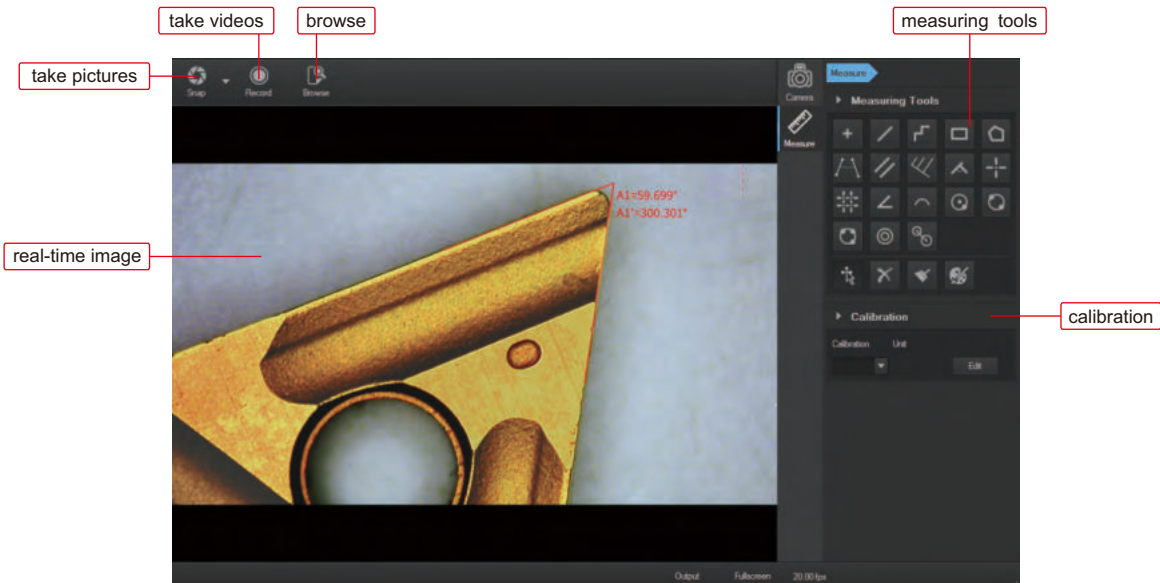 take videos
browse
measuring tools
take pictures
Snap
Record
Browse
Camera
Measure
Measure
Measuring Tools
A1=59.699°
A1'=300.301°
real-time image
Calibration
calibration
Calibration Unit
Edit
Output Fullscreen 20.00 fps